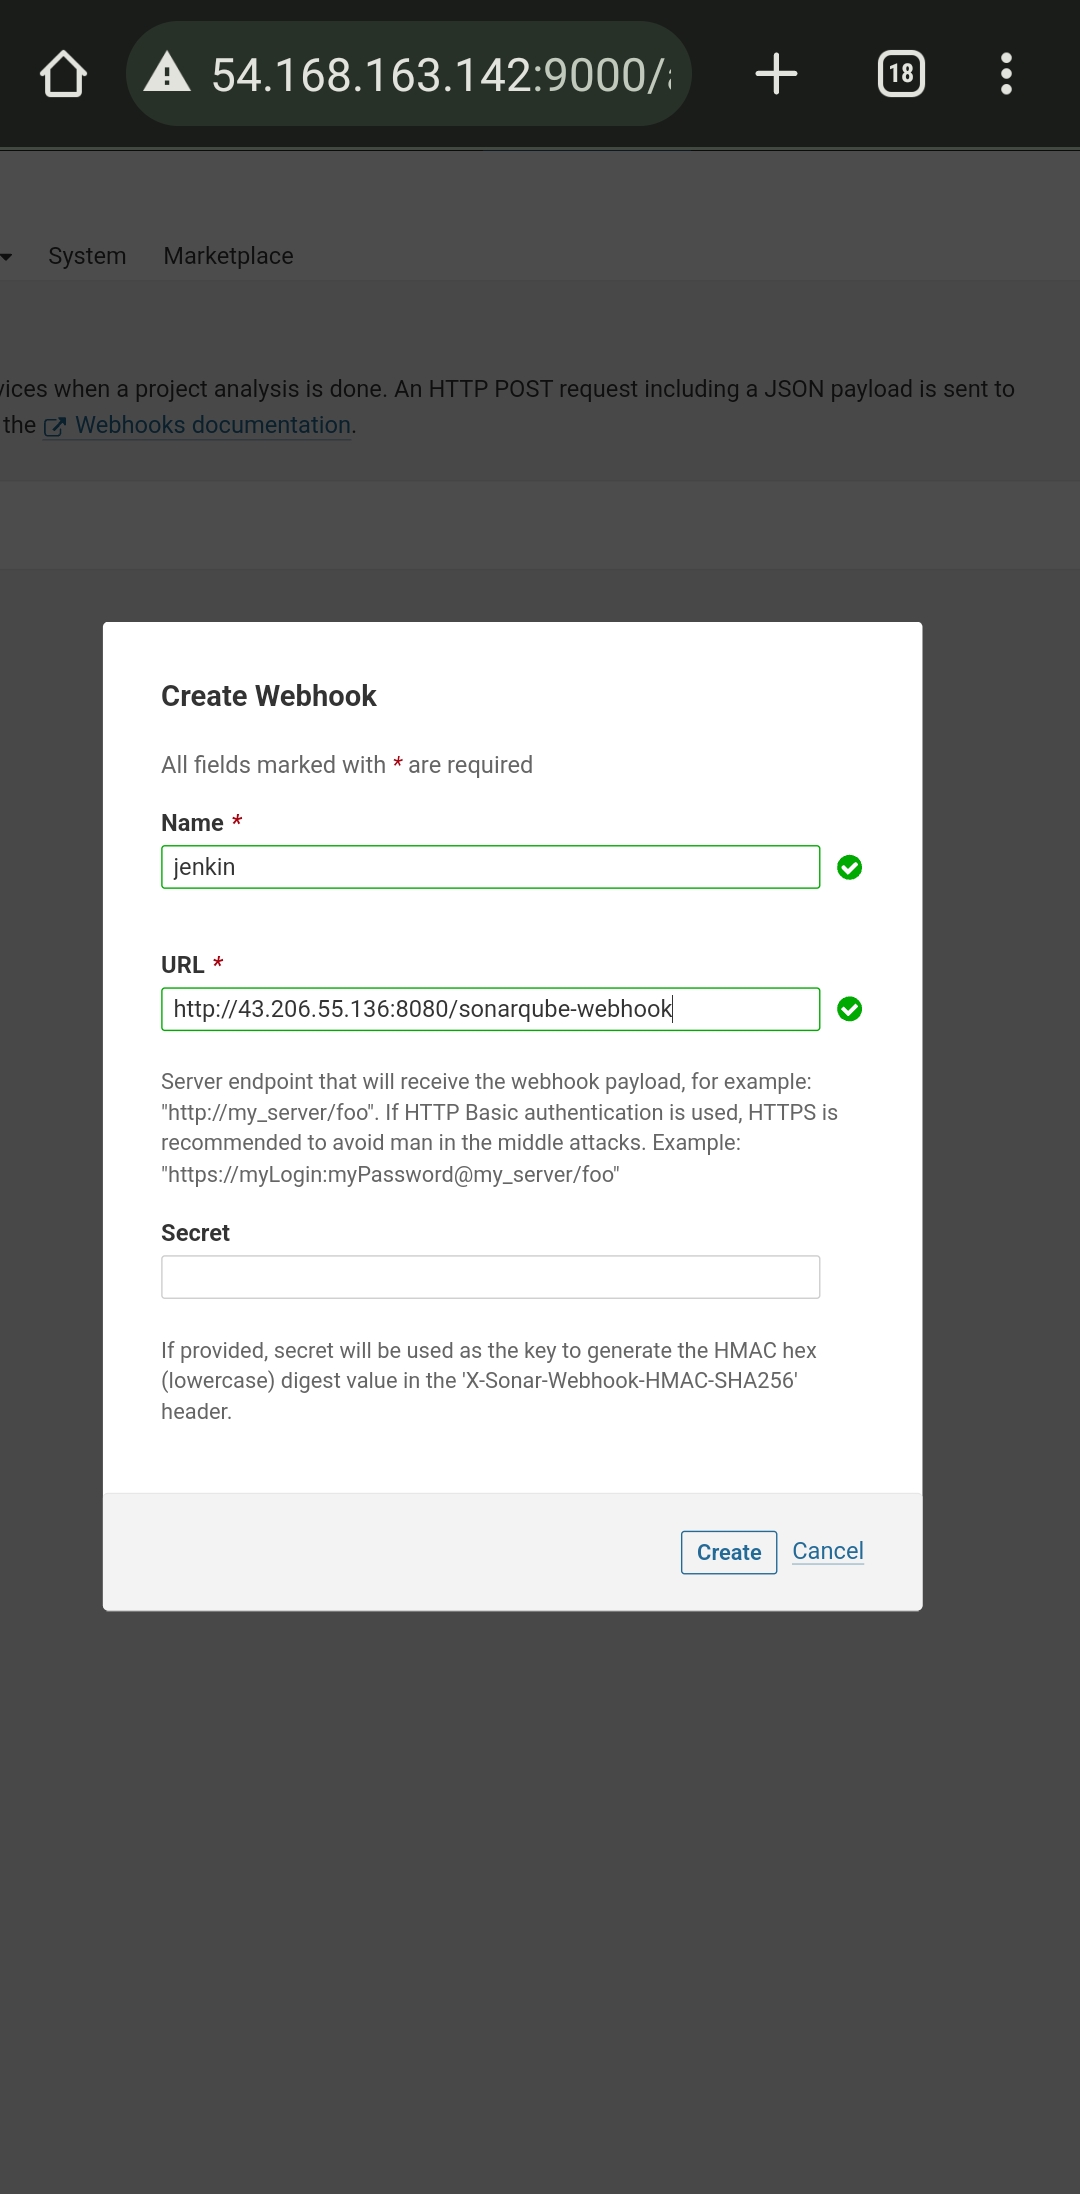 54.168.163.142:9000/
18
System Marketplace
vices when a project analysis is done. An HTTP POST request including a JSON payload is sent to
the Webhooks documentation.
Create Webhook
All fields marked with * are required
Name *
jenkin
URL *
http://43.206.55.136:8080/sonarqube-webhook
Server endpoint that will receive the webhook payload, for example:
"http://my_server/foo". If HTTP Basic authentication is used, HTTPS is
recommended to avoid man in the middle attacks. Example:
"https://myLogin:myPassword@my_server/foo"
Secret
If provided, secret will be used as the key to generate the HMAC hex
(lowercase) digest value in the 'X-Sonar-Webhook-HMAC-SHA256'
header.
Create Cancel